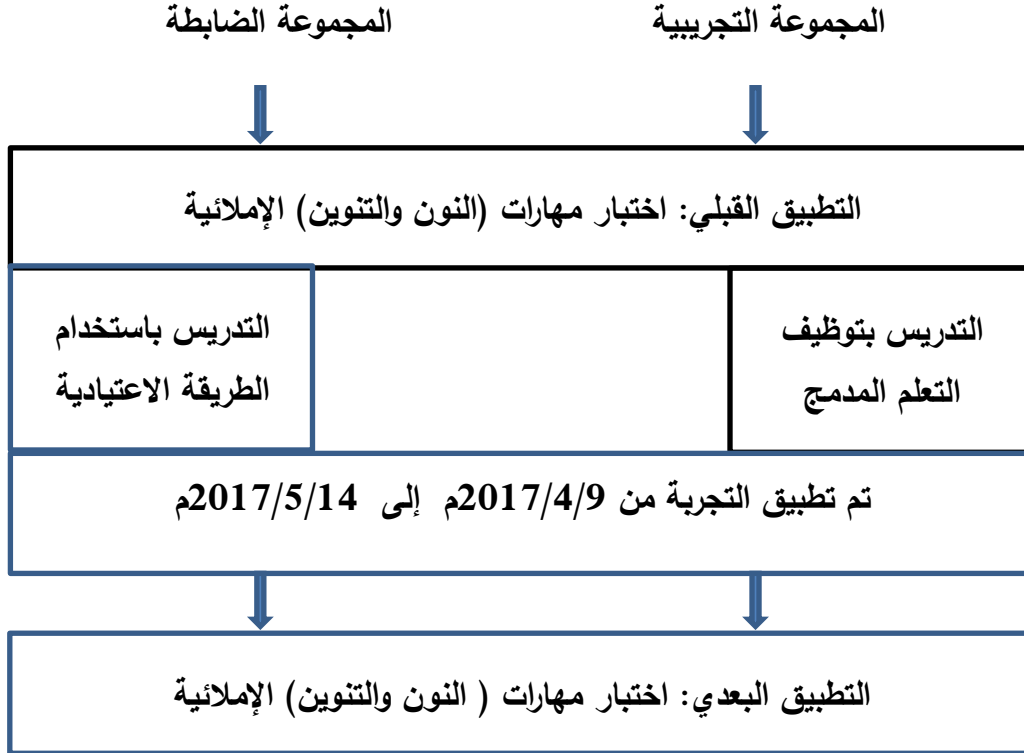 المجموعة التجريبية
المجموعة الضابطة
التطبيق القبلي: اختبار مهارات (النون والتنوين) الإملائية
التدريس بتوظيف
التعلم المدمج
التدريس باستخدام
الطريقة الاعتيادية
تم تطبيق التجربة من 2017/4/9م إلى 2017/5/14م
التطبيق البعدي: اختبار مهارات ( النون والتنوين) الإملائية